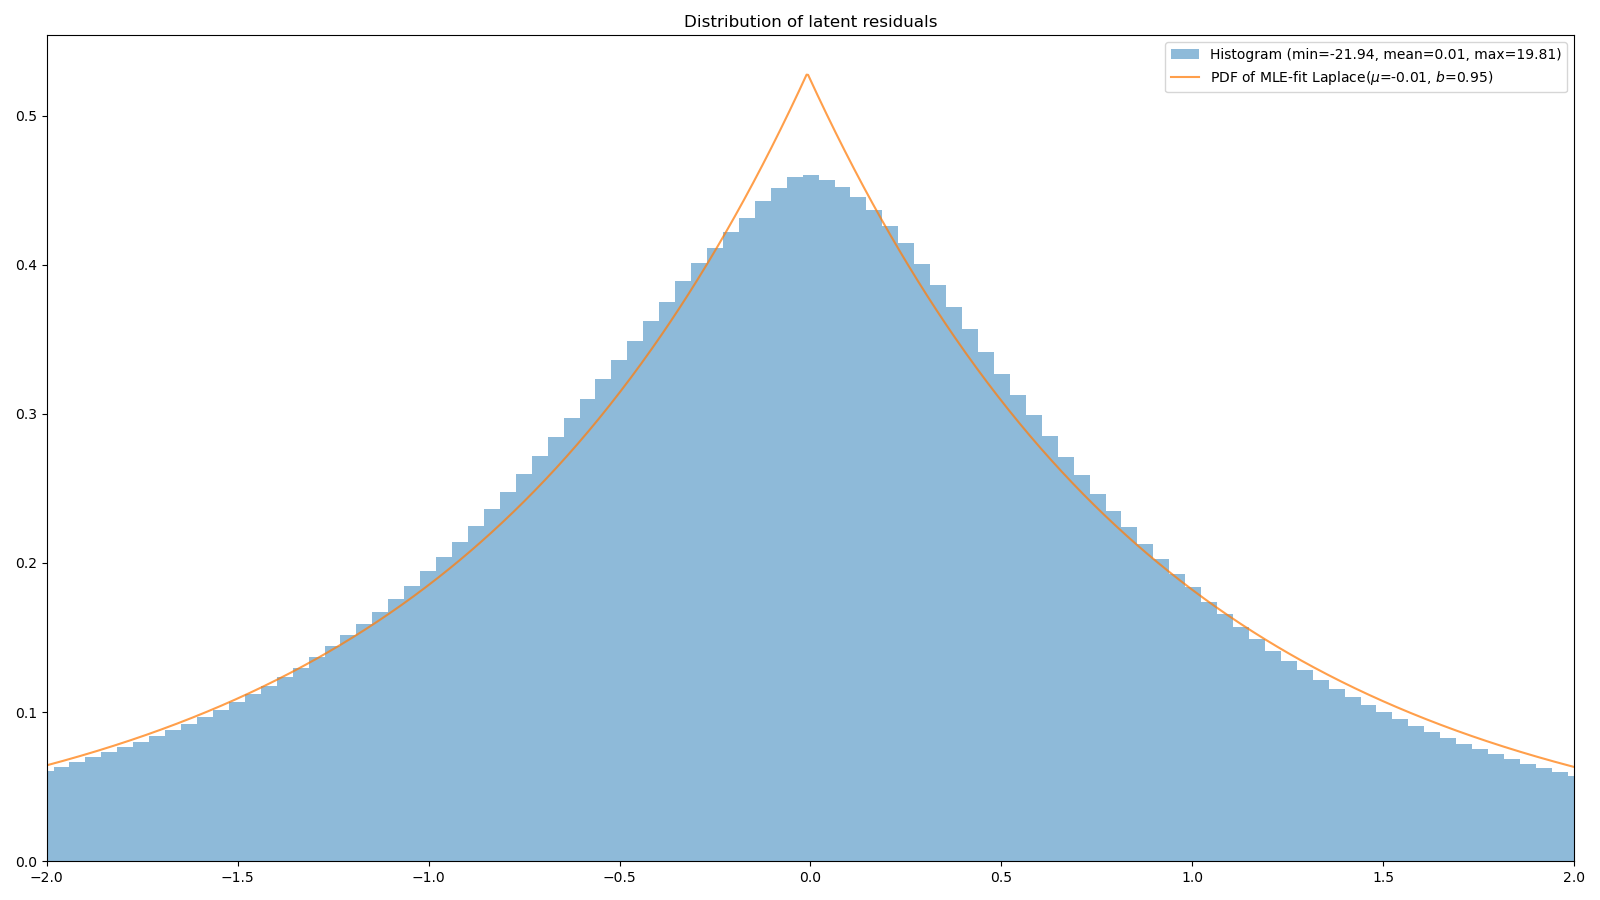 Distribution of latent residuals
Histogram (min=-21.94, mean=0.01, max=19.81)
PDF of MLE-fit Laplace(μ=-0.01, b=0.95)
0.5
0.4
0.3
0.2
0.1
0.0
−2.0 −1.5 −1.0 −0.5 0.0 0.5 1.0 1.5 2.0